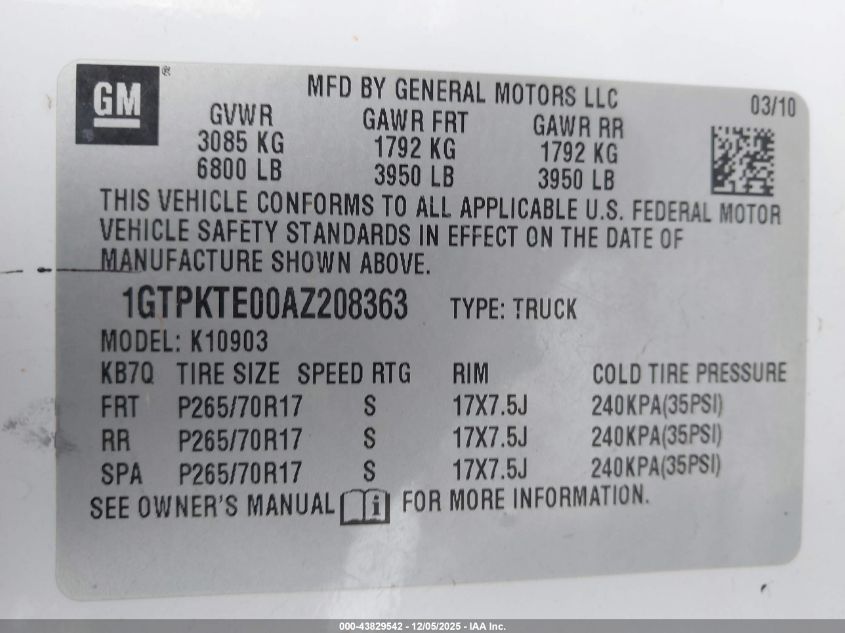 GM ®
MFD BY GENERAL MOTORS LLC
03/10
GVWR GAWR FRT GAWR RR
3085 KG 1792 KG 1792 KG
6800 LB 3950 LB 3950 LB
THIS VEHICLE CONFORMS TO ALL APPLICABLE U.S. FEDERAL MOTOR
VEHICLE SAFETY STANDARDS IN EFFECT ON THE DATE OF
MANUFACTURE SHOWN ABOVE.
1GTPKTE00AZ208363 TYPE: TRUCK
MODEL: K10903
KB7Q TIRE SIZE SPEED RTG RIM COLD TIRE PRESSURE
FRT P265/70R17 S 17X7.5J 240KPA(35PSI)
RR P265/70R17 S 17X7.5J 240KPA(35PSI)
SPA P265/70R17 S 17X7.5J 240KPA(35PSI)
SEE OWNER'S MANUAL i FOR MORE INFORMATION.
000-43829542 - 12/05/2025 - IAA Inc.